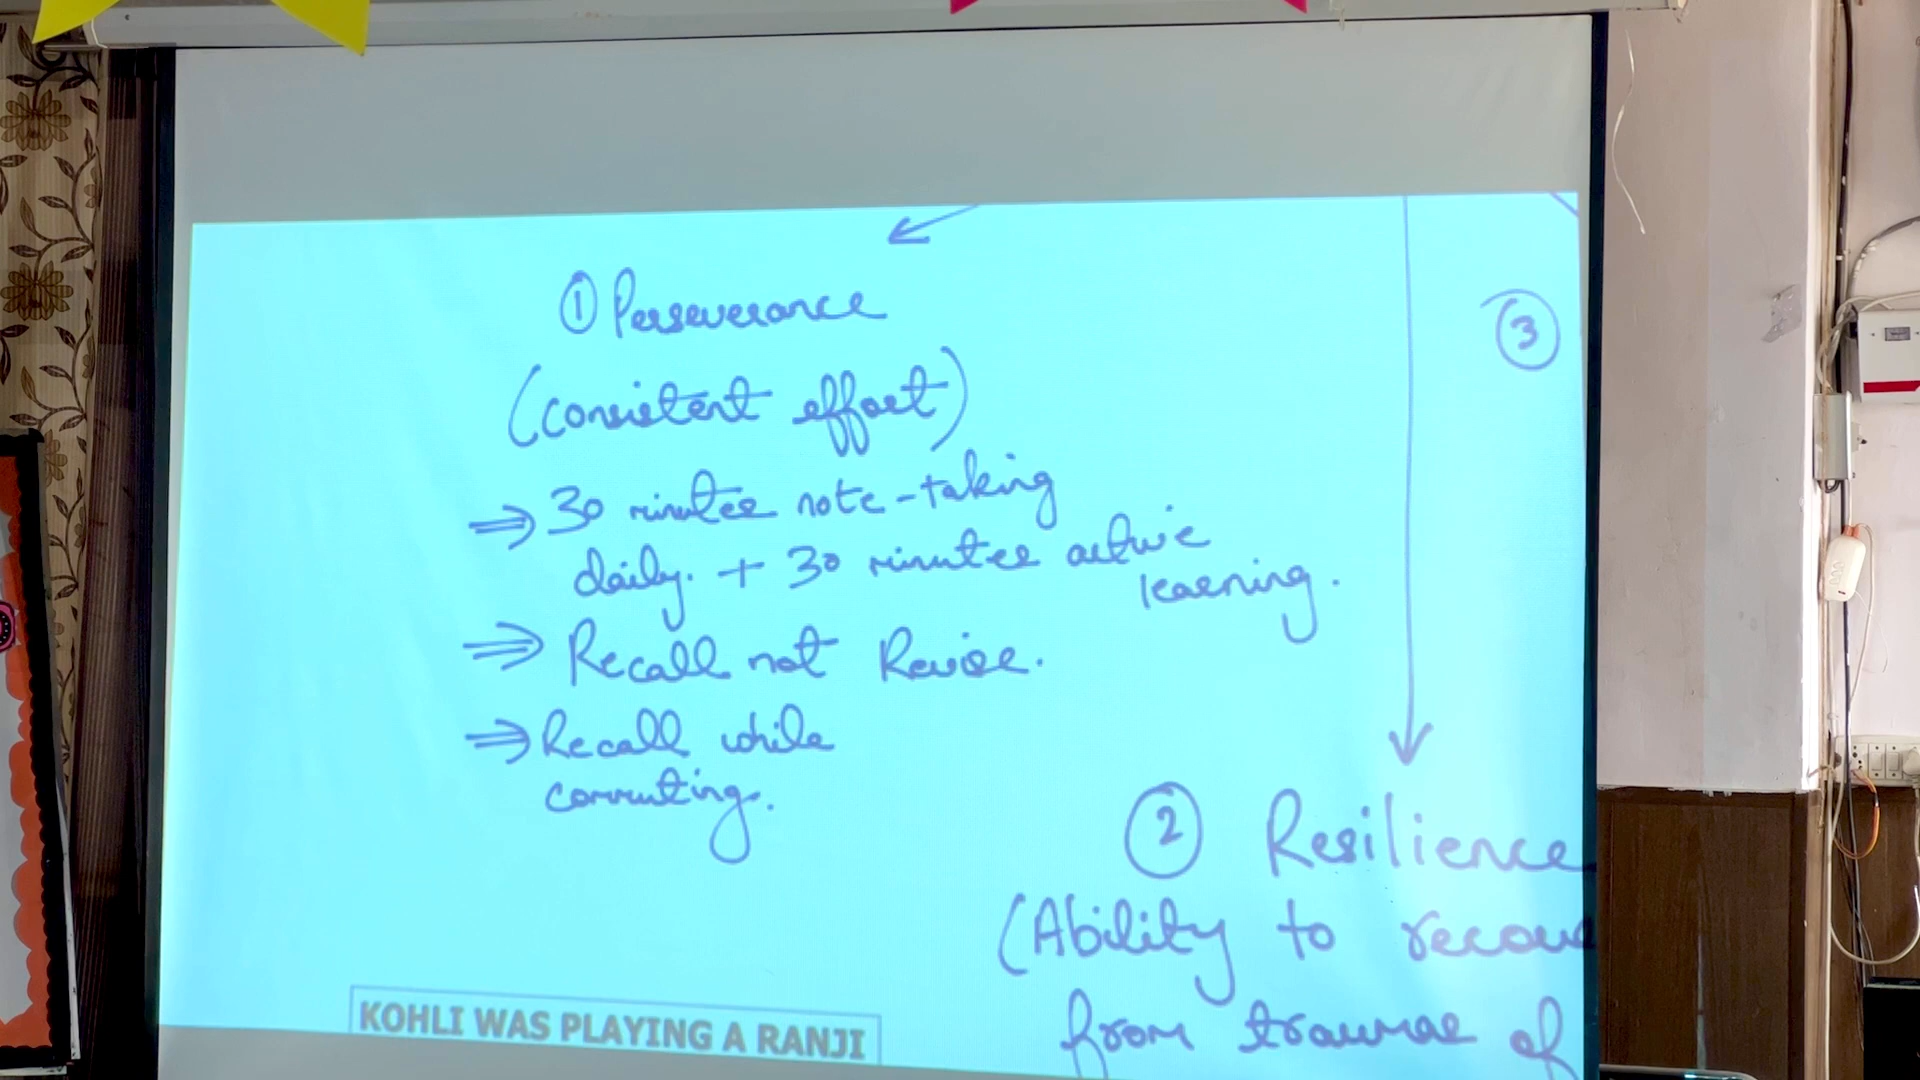 ① Perseverance
(consistent effort)
⇒ 30 minutes note-taking
daily. + 30 minutes active
learning.
⇒ Recall not Revise.
⇒ Recall while
commuting.
③
② Resilience
(Ability to recove
from traumas of
KOHLI WAS PLAYING A RANJI